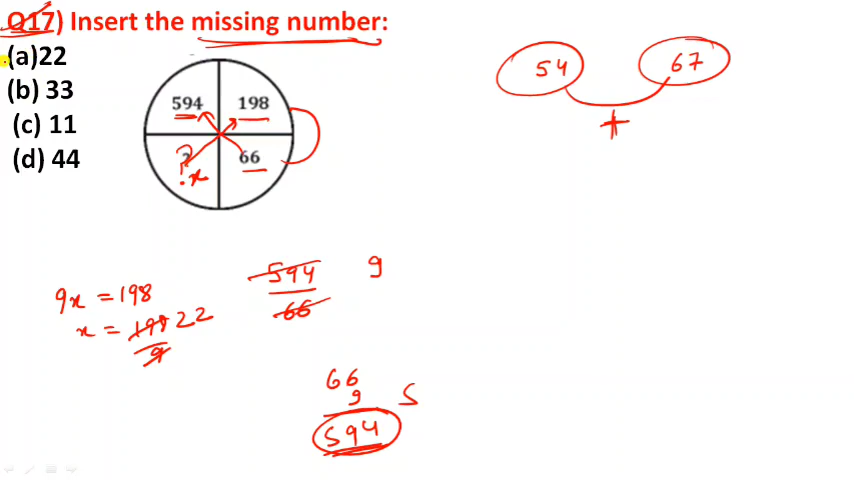 Q17) Insert the missing number:
(a)22
(b) 33
(c) 11
(d) 44
594 198
? x 66
54 67
+
9x = 198
x = 198 22
9
594 9
66
66
9 5
594